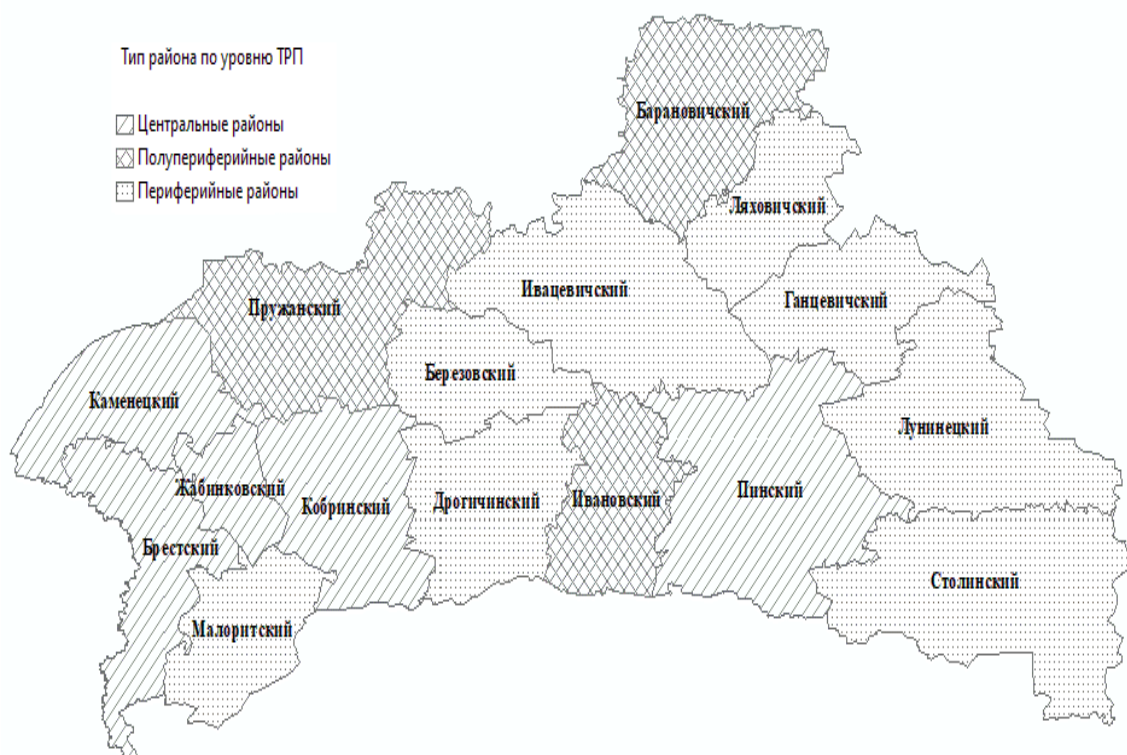 Тип района по уровню ТРП
Центральные районы
Полупериферийные районы
Периферийные районы
Барановичский
Ляховичский
Ивацевичский
Ганцевичский
Пружанский
Березовский
Каменецкий
Лунинецкий
Жабинковский
Кобринский
Дрогичинский
Ивановский
Пинский
Брестский
Столинский
Малоритский